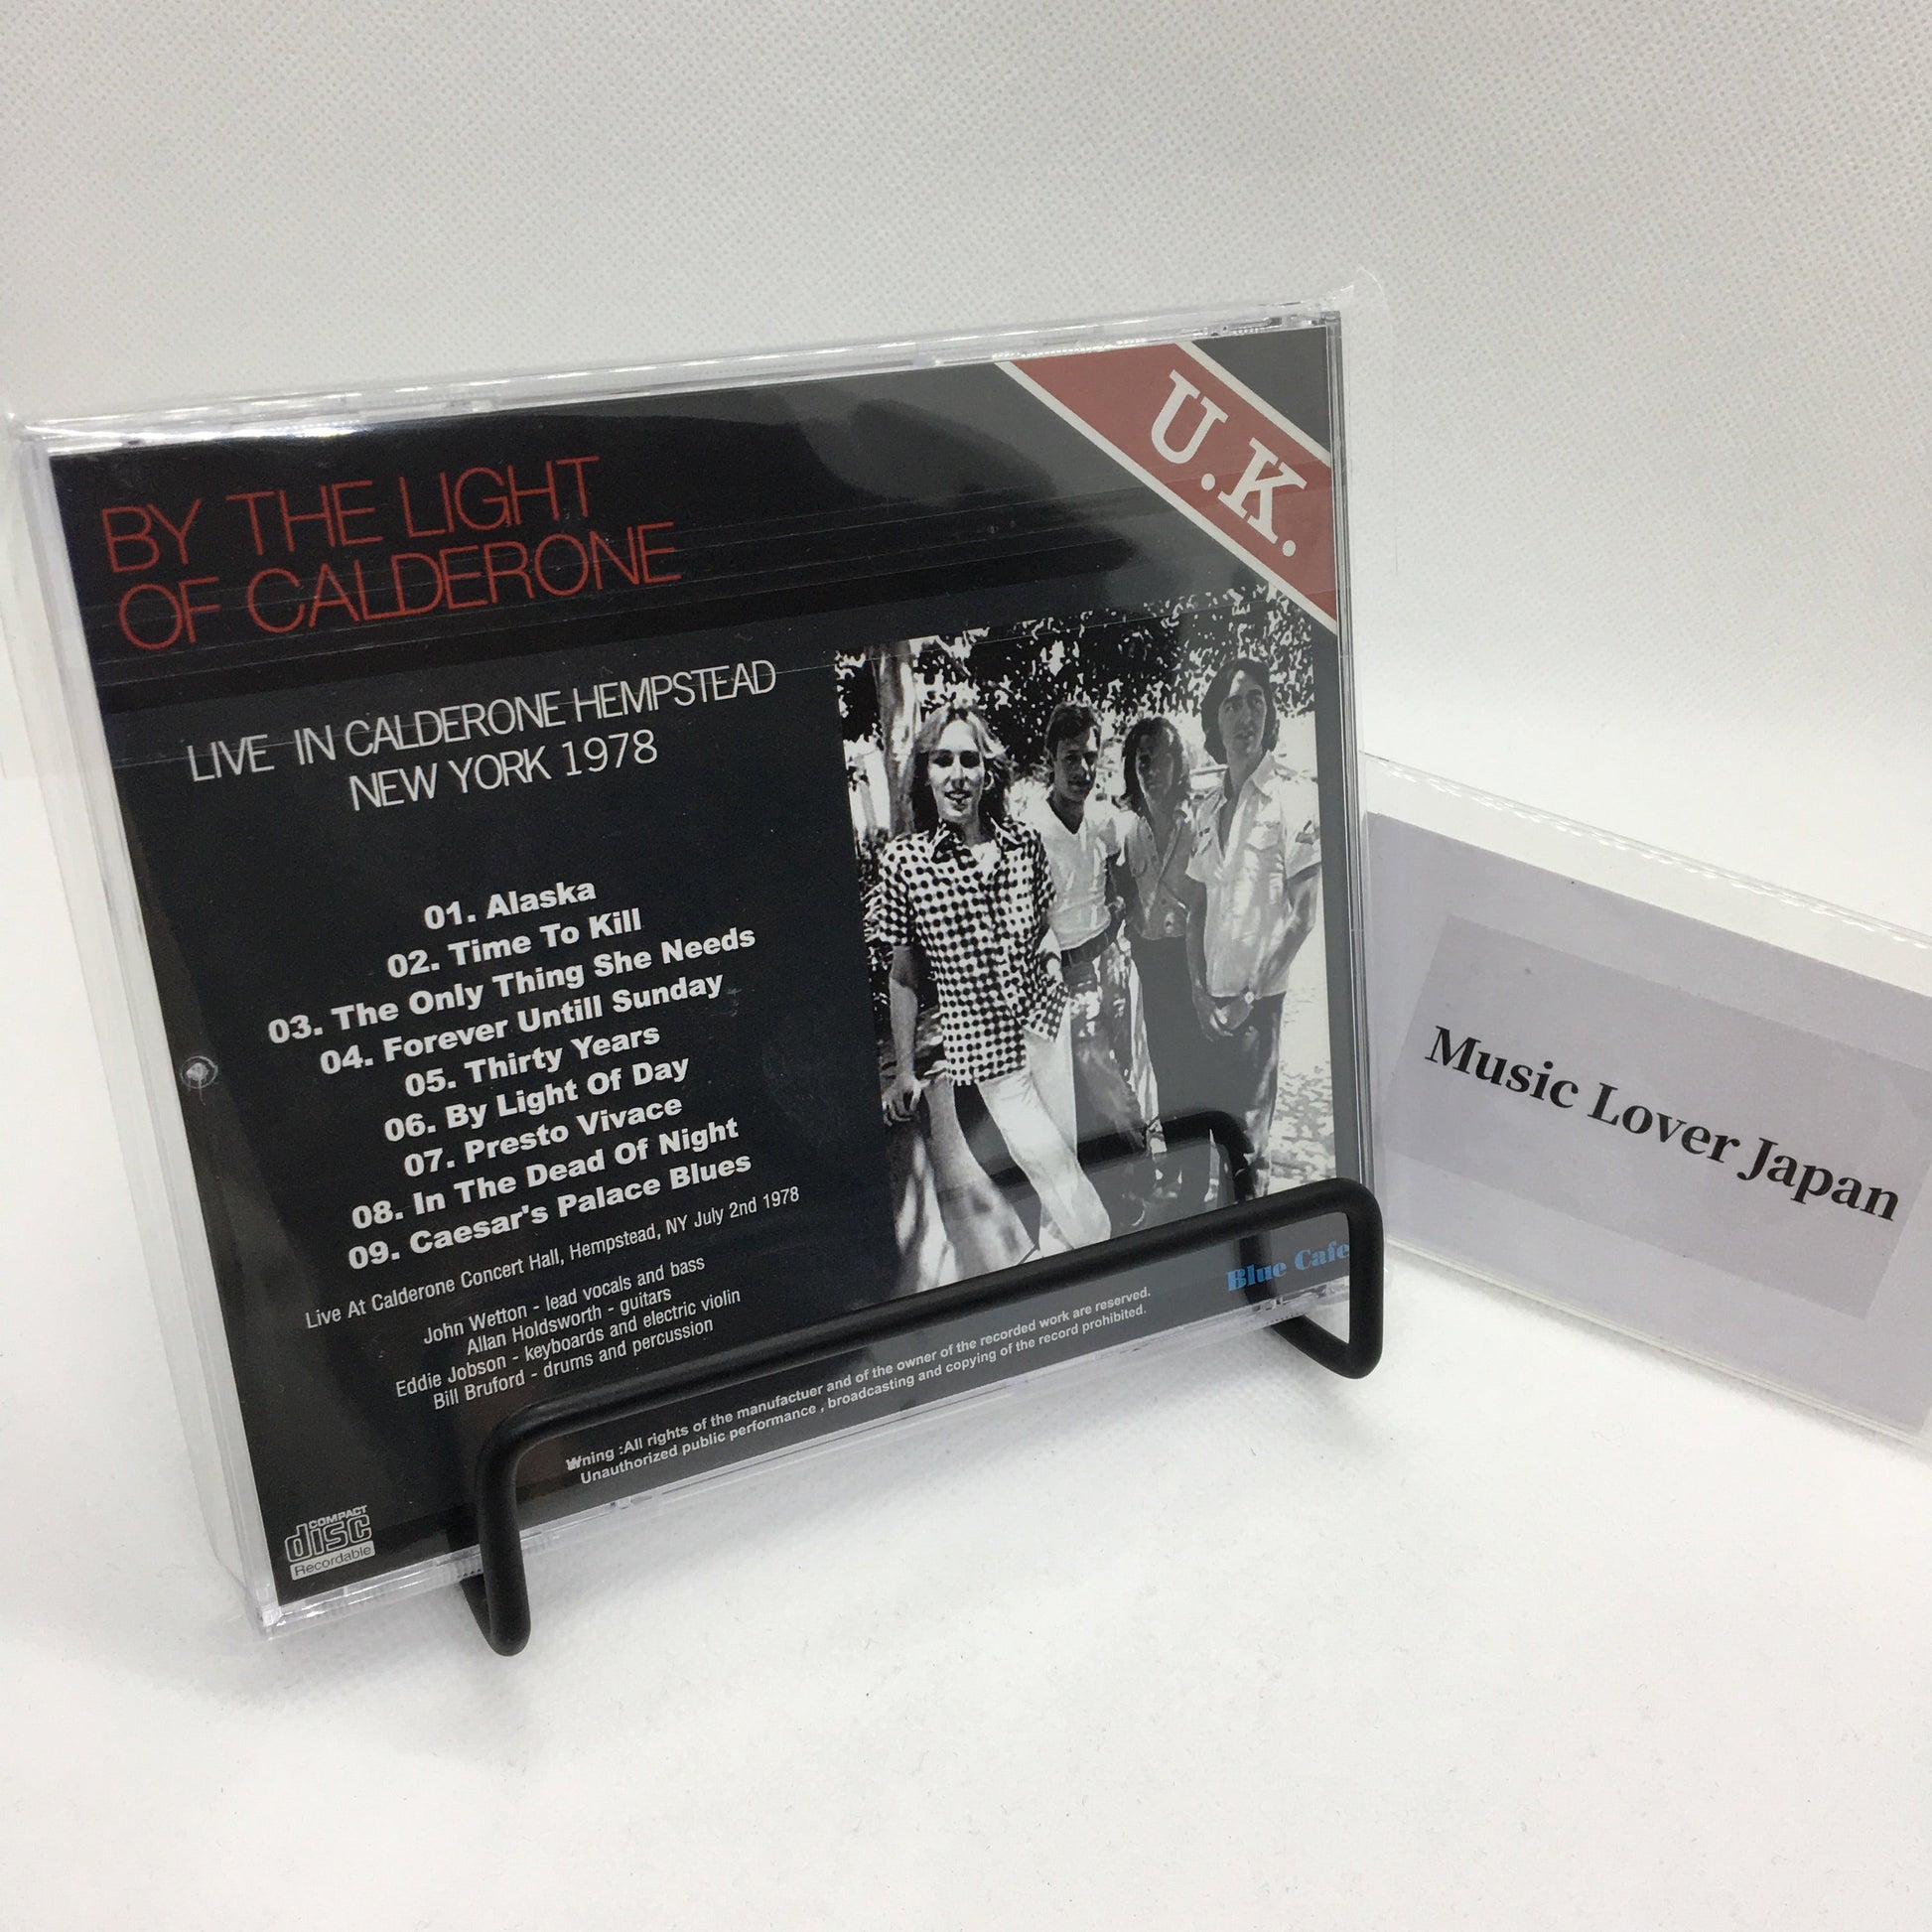 U.K.
BY THE LIGHT
OF CALDERONE
LIVE IN CALDERONE HEMPSTEAD
NEW YORK 1978
01. Alaska
02. Time To Kill
03. The Only Thing She Needs
04. Forever Untill Sunday
05. Thirty Years
06. By Light Of Day
07. Presto Vivace
08. In The Dead Of Night
09. Caesar's Palace Blues
Live At Calderone Concert Hall, Hempstead, NY July 2nd 1978
John Wetton - lead vocals and bass
Allan Holdsworth - guitars
Eddie Jobson - keyboards and electric violin
Bill Bruford - drums and percussion
Blue Cafe
:All rights of the manufactuer and of the owner of the recorded work are reserved.
Unauthorized public performance , broadcasting and copying of the record prohibited.
COMPACT
disc
Recordable
Music Lover Japan